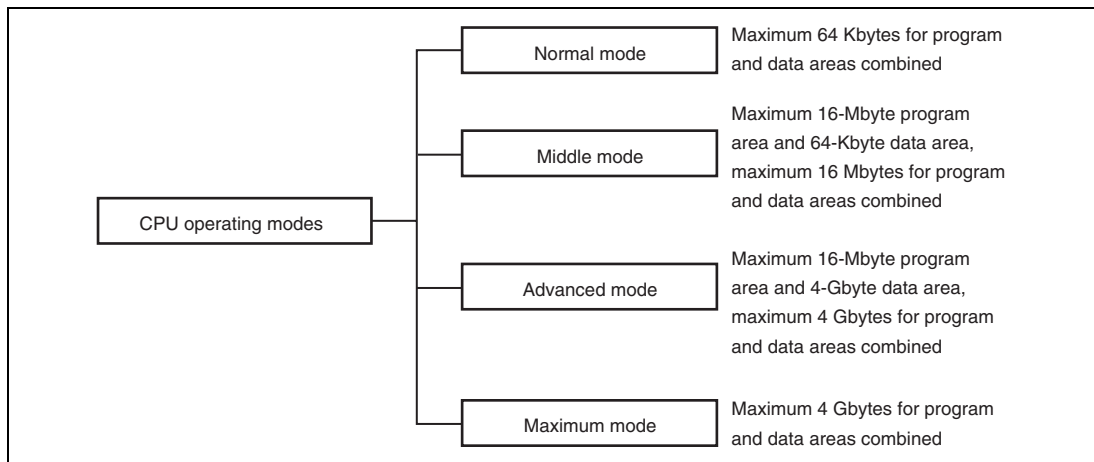 CPU operating modes
Normal mode
Maximum 64 Kbytes for program
and data areas combined
Middle mode
Maximum 16-Mbyte program
area and 64-Kbyte data area,
maximum 16 Mbytes for program
and data areas combined
Advanced mode
Maximum 16-Mbyte program
area and 4-Gbyte data area,
maximum 4 Gbytes for program
and data areas combined
Maximum mode
Maximum 4 Gbytes for program
and data areas combined